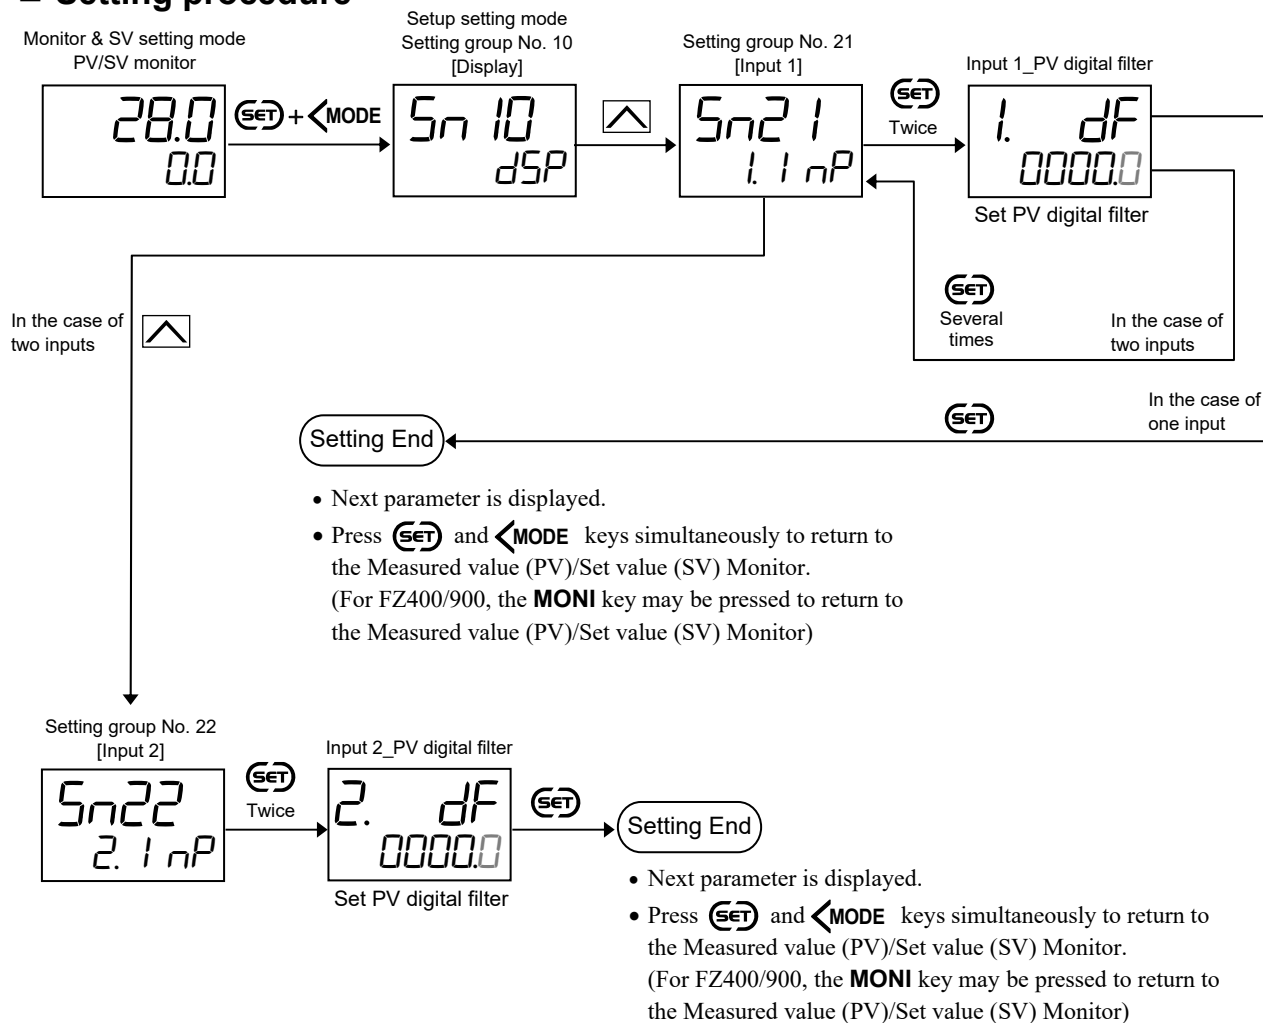 ■ Setting procedure
Monitor & SV setting mode
PV/SV monitor
28.0
0.0
SET + <MODE
Setup setting mode
Setting group No. 10
[Display]
Sn 10
dSP
Setting group No. 21
[Input 1]
Sn21
1. 1 nP
SET
Twice
Input 1_PV digital filter
1. dF
0000.0
Set PV digital filter
In the case of
two inputs
SET
Several
times
In the case of
two inputs
SET
In the case of
one input
Setting End
• Next parameter is displayed.
• Press SET and <MODE keys simultaneously to return to
the Measured value (PV)/Set value (SV) Monitor.
(For FZ400/900, the MONI key may be pressed to return to
the Measured value (PV)/Set value (SV) Monitor)
Setting group No. 22
[Input 2]
Sn22
2. 1 nP
SET
Twice
Input 2_PV digital filter
2. dF
0000.0
Set PV digital filter
SET
Setting End
• Next parameter is displayed.
• Press SET and <MODE keys simultaneously to return to
the Measured value (PV)/Set value (SV) Monitor.
(For FZ400/900, the MONI key may be pressed to return to
the Measured value (PV)/Set value (SV) Monitor)